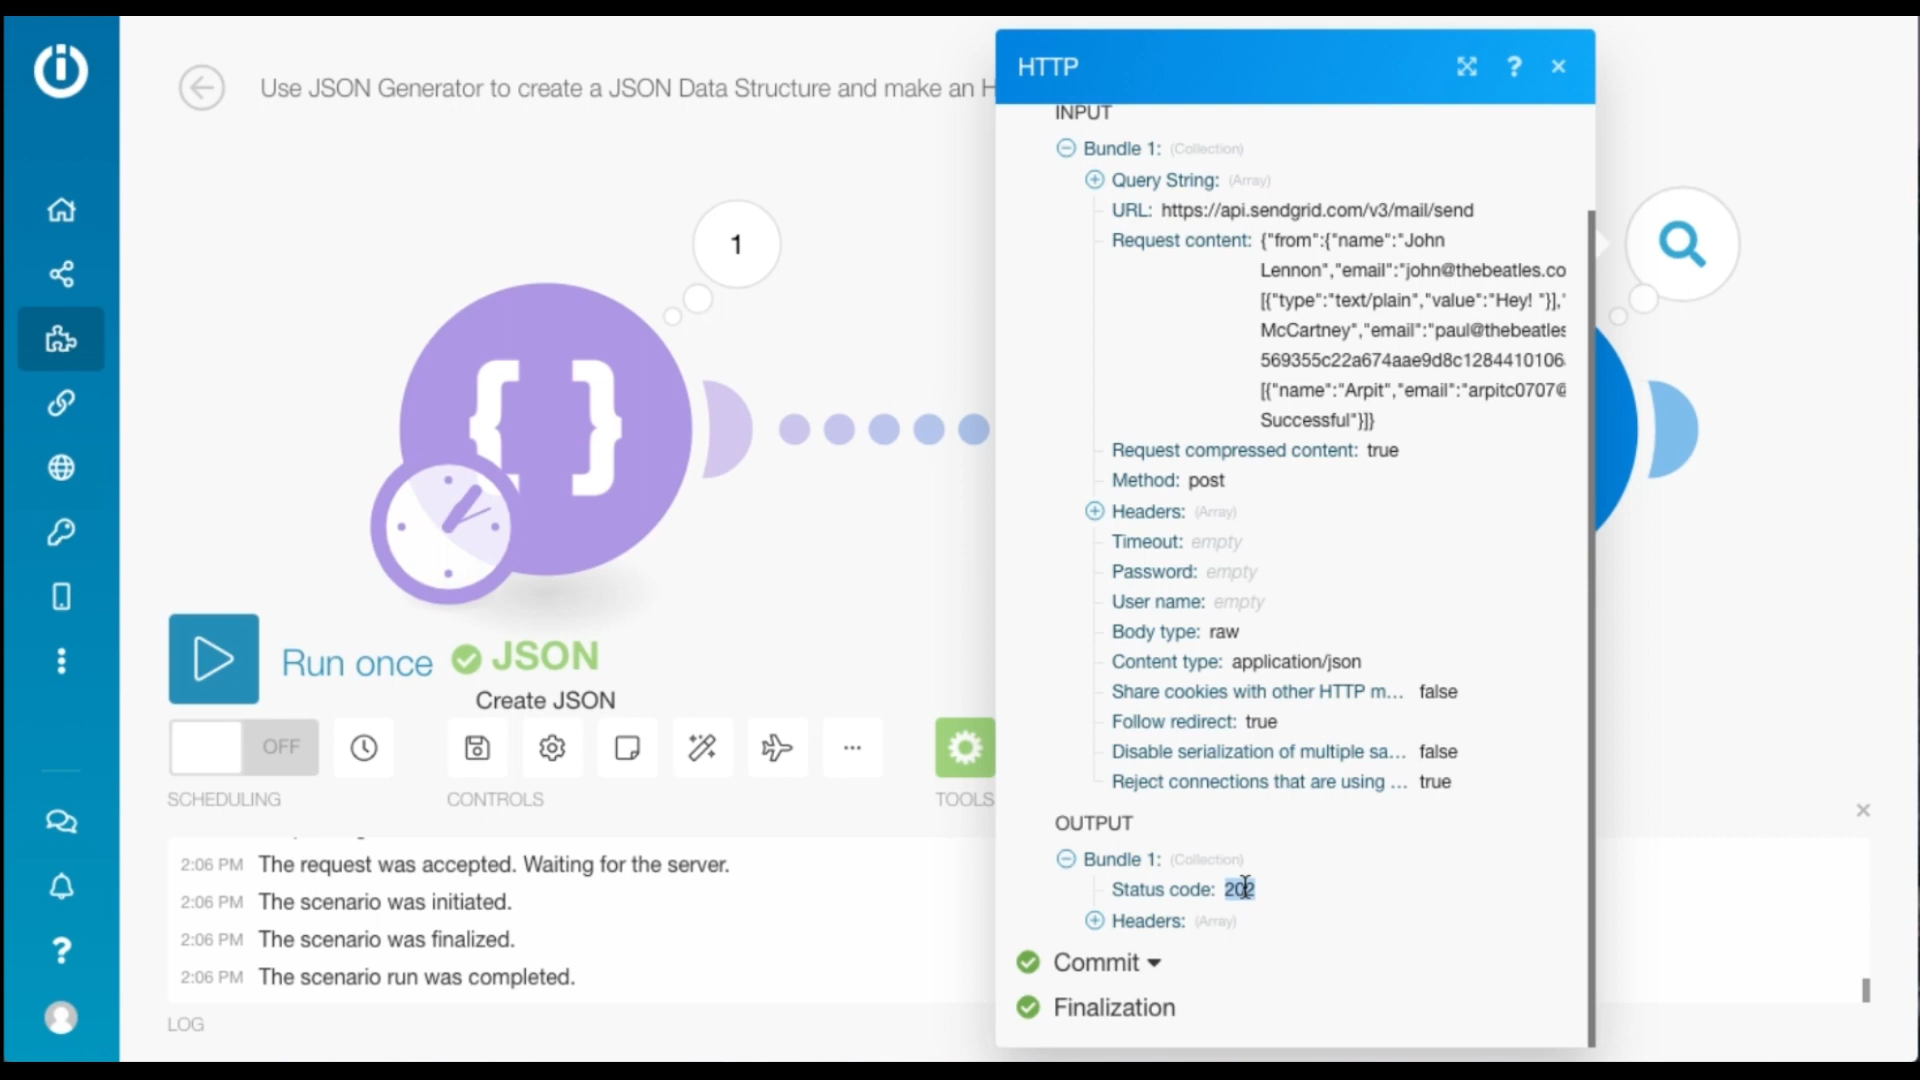 Use JSON Generator to create a JSON Data Structure and make an H
1
Run once
JSON
Create JSON
OFF
SCHEDULING
CONTROLS
TOOLS
2:06 PM The request was accepted. Waiting for the server.
2:06 PM The scenario was initiated.
2:06 PM The scenario was finalized.
2:06 PM The scenario run was completed.
LOG
HTTP
INPUT
Bundle 1: (Collection)
Query String: (Array)
URL: https://api.sendgrid.com/v3/mail/send
Request content: {"from":{"name":"John
Lennon","email":"john@thebeatles.co
[{"type":"text/plain","value":"Hey! "}],"
McCartney","email":"paul@thebeatles
569355c22a674aae9d8c1284410106
[{"name":"Arpit","email":"arpitc0707@
Successful"}]}
Request compressed content: true
Method: post
Headers: (Array)
Timeout: empty
Password: empty
User name: empty
Body type: raw
Content type: application/json
Share cookies with other HTTP m... false
Follow redirect: true
Disable serialization of multiple sa... false
Reject connections that are using ... true
OUTPUT
Bundle 1: (Collection)
Status code: 202
Headers: (Array)
Commit
Finalization